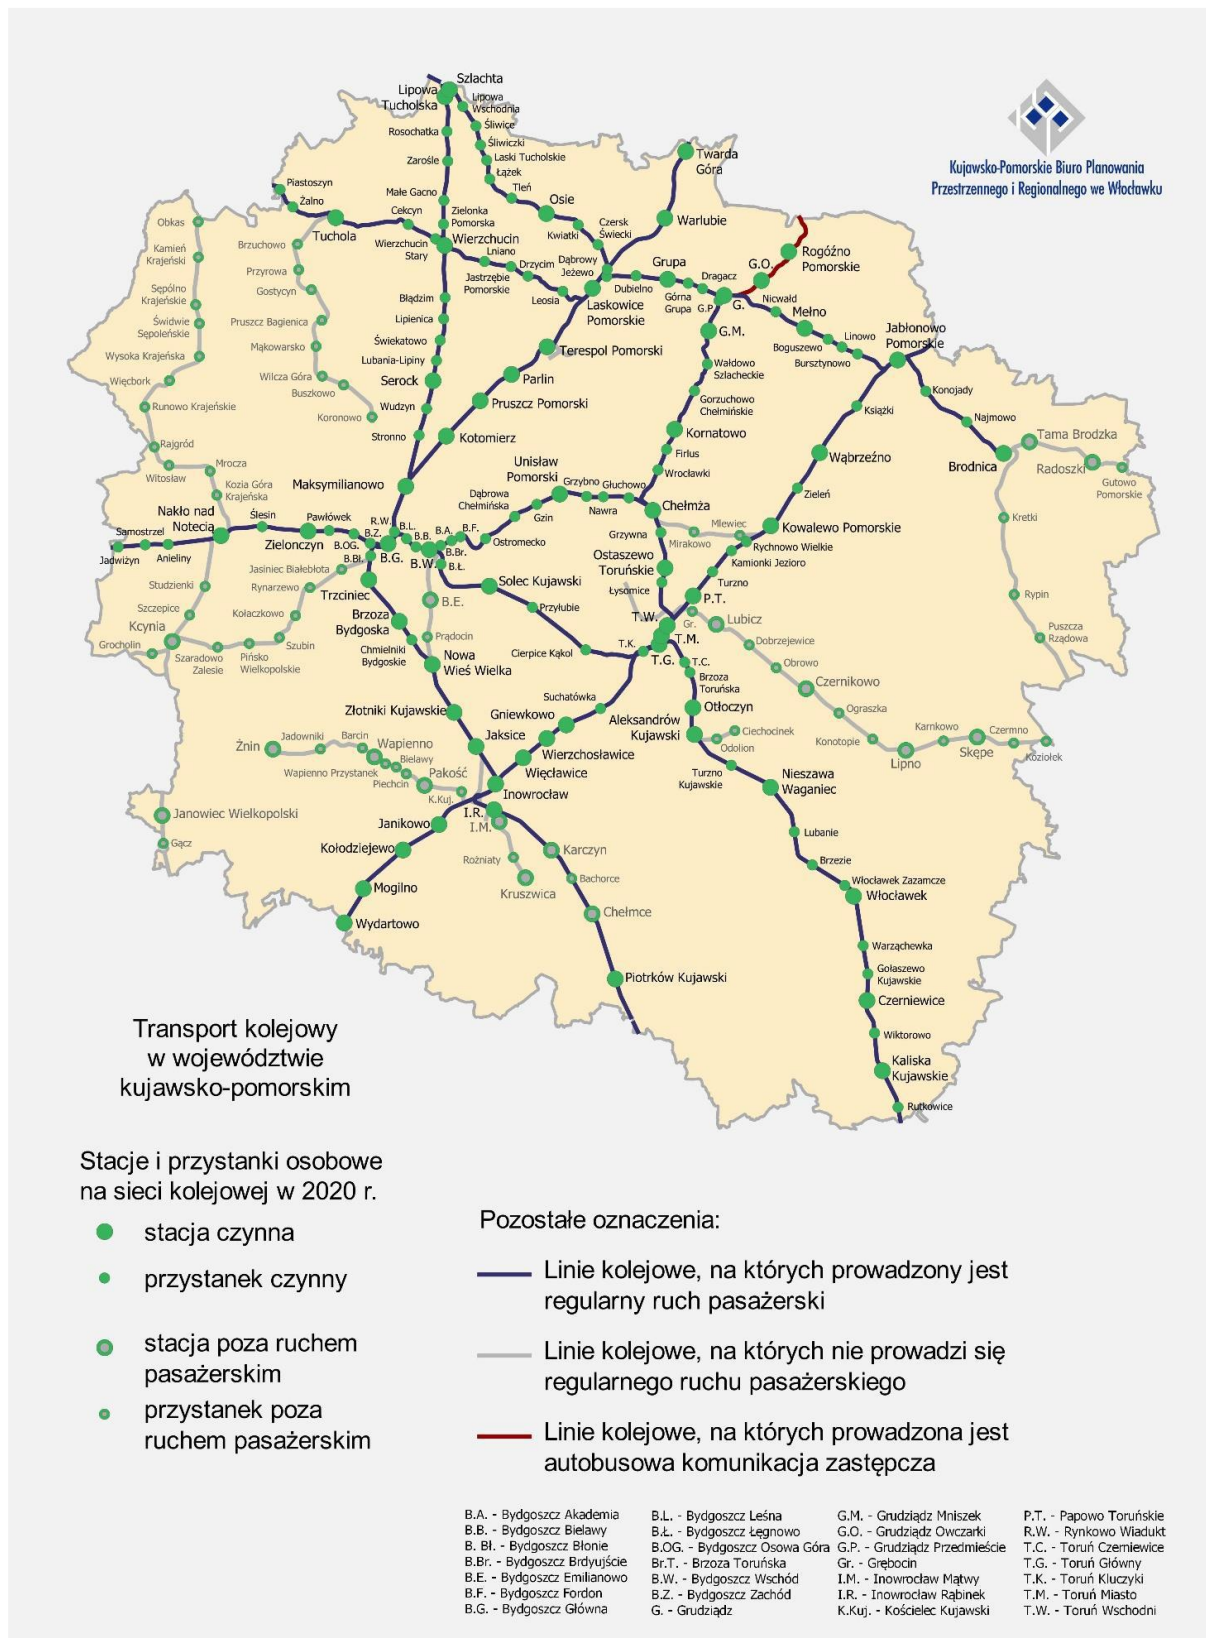 Szlachta
Lipowa
Tucholska
Lipowa
Wschodnia
Rosochatka
Śliwice
Śliwiczki
Zarośle
Laski Tucholskie
Łążek
Tleń
Twarda
Góra
Kujawsko-Pomorskie Biuro Planowania
Przestrzennego i Regionalnego we Włocławku
Piastoszyn
Żalno
Małe Gacno
Osie
Cekcyn
Zielonka
Pomorska
Czersk
Świecki
Warlubie
Obkas
Tuchola
Kwiatki
Wierzchucin
Stary
Wierzchucin
Brzuchowo
Kamień
Krajeński
Lniano
Drzycim
Dąbrowy
Jeżewo
Grupa
Rogóźno
Pomorskie
G.O.
Przyrowa
Jastrzębie
Pomorskie
Dragacz
Dubielno
Gostycyn
Sępólno
Krajeńskie
Błądzim
Leosia
Laskowice
Pomorskie
Górna
Grupa
G.P.
G.
Nicwałd
Mełno
Świdwie
Sępoleńskie
Pruszcz Bagienica
Lipienica
G.M.
Linowo
Jabłonowo
Pomorskie
Świekatowo
Boguszewo
Bursztynowo
Wysoka Krajeńska
Mąkowarsko
Terespol Pomorski
Lubania-Lipiny
Wałdowo
Szlacheckie
Więcbork
Wilcza Góra
Serock
Parlin
Buszkowo
Gorzuchowo
Chełmińskie
Konojady
Runowo Krajeńskie
Koronowo
Wudzyn
Pruszcz Pomorski
Książki
Najmowo
Stronno
Kotomierz
Kornatowo
Tama Brodzka
Rajgród
Firlus
Wąbrzeźno
Brodnica
Radoszki
Witosław
Mrocza
Unisław
Pomorski
Wrocławki
Gutowo
Pomorskie
Kozia Góra
Krajeńska
Maksymilianowo
Grzybno
Głuchowo
Zieleń
Dąbrowa
Chełmińska
Nawra
Chełmża
Nakło nad
Notecią
Ślesin
Pawłówek
R.W.
B.L.
Gzin
Kretki
Samostrzel
B.Z.
B.B.
B.A.
B.F.
Mlewiec
Kowalewo Pomorskie
Zielonczyn
B.OG.
Grzywna
Mirakowo
Jadwiżyn
Anieliny
B.Bł.
B.G.
B.W.
B.Br.
Ostromecko
Rychnowo Wielkie
Kamionki Jezioro
Jasiniec Białebłota
B.Ł.
Ostaszewo
Toruńskie
Turzno
Studzienki
Rynarzewo
Trzciniec
Solec Kujawski
Łysomice
P.T.
Rypin
Szczepice
Kołaczkowo
Brzoza
Bydgoska
B.E.
Przyłubie
T.W.
Gr.
Lubicz
Kcynia
Puszcza
Rządowa
Grocholin
Szaradowo
Zalesie
Pińsko
Wielkopolskie
Szubin
Chmielniki
Bydgoskie
Prądocin
Nowa
Wieś Wielka
Cierpice Kąkol
T.K.
T.M.
T.G.
Dobrzejewice
T.C.
Brzoza
Toruńska
Obrowo
Suchatówka
Czernikowo
Złotniki Kujawskie
Gniewkowo
Aleksandrów
Kujawski
Otłoczyn
Ograszka
Żnin
Jadowniki
Barcin
Wapienno
Jaksice
Wierzchosławice
Ciechocinek
Odolion
Karnkowo
Czermno
Konotopie
Skępe
Koziołek
Lipno
Wapienno Przystanek
Bielawy
Piechcin
Pakość
Więcławice
Turzno
Kujawskie
Nieszawa
Waganiec
K.Kuj.
Inowrocław
Janowiec Wielkopolski
Janikowo
I.R.
I.M.
Gącz
Lubanie
Kołodziejewo
Rożniaty
Karczyn
Brzezie
Bachorce
Mogilno
Kruszwica
Włocławek Zazamcze
Włocławek
Wydartowo
Chełmce
Warząchewka
Gołaszewo
Kujawskie
Piotrków Kujawski
Czerniewice
Transport kolejowy
w województwie
kujawsko-pomorskim
Wiktorowo
Kaliska
Kujawskie
Rutkowice
Stacje i przystanki osobowe
na sieci kolejowej w 2020 r.
stacja czynna
przystanek czynny
stacja poza ruchem
pasażerskim
przystanek poza
ruchem pasażerskim
Pozostałe oznaczenia:
Linie kolejowe, na których prowadzony jest
regularny ruch pasażerski
Linie kolejowe, na których nie prowadzi się
regularnego ruchu pasażerskiego
Linie kolejowe, na których prowadzona jest
autobusowa komunikacja zastępcza
B.A. - Bydgoszcz Akademia
B.B. - Bydgoszcz Bielawy
B. Bł. - Bydgoszcz Błonie
B.Br. - Bydgoszcz Brdyujście
B.E. - Bydgoszcz Emilianowo
B.F. - Bydgoszcz Fordon
B.G. - Bydgoszcz Główna
B.L. - Bydgoszcz Leśna
B.Ł. - Bydgoszcz Łęgnowo
B.OG. - Bydgoszcz Osowa Góra
Br.T. - Brzoza Toruńska
B.W. - Bydgoszcz Wschód
B.Z. - Bydgoszcz Zachód
G. - Grudziądz
G.M. - Grudziądz Mniszek
G.O. - Grudziądz Owczarki
G.P. - Grudziądz Przedmieście
Gr. - Grębocin
I.M. - Inowrocław Mątwy
I.R. - Inowrocław Rąbinek
K.Kuj. - Kościelec Kujawski
P.T. - Papowo Toruńskie
R.W. - Rynkowo Wiadukt
T.C. - Toruń Czerniewice
T.G. - Toruń Główny
T.K. - Toruń Kluczyki
T.M. - Toruń Miasto
T.W. - Toruń Wschodni